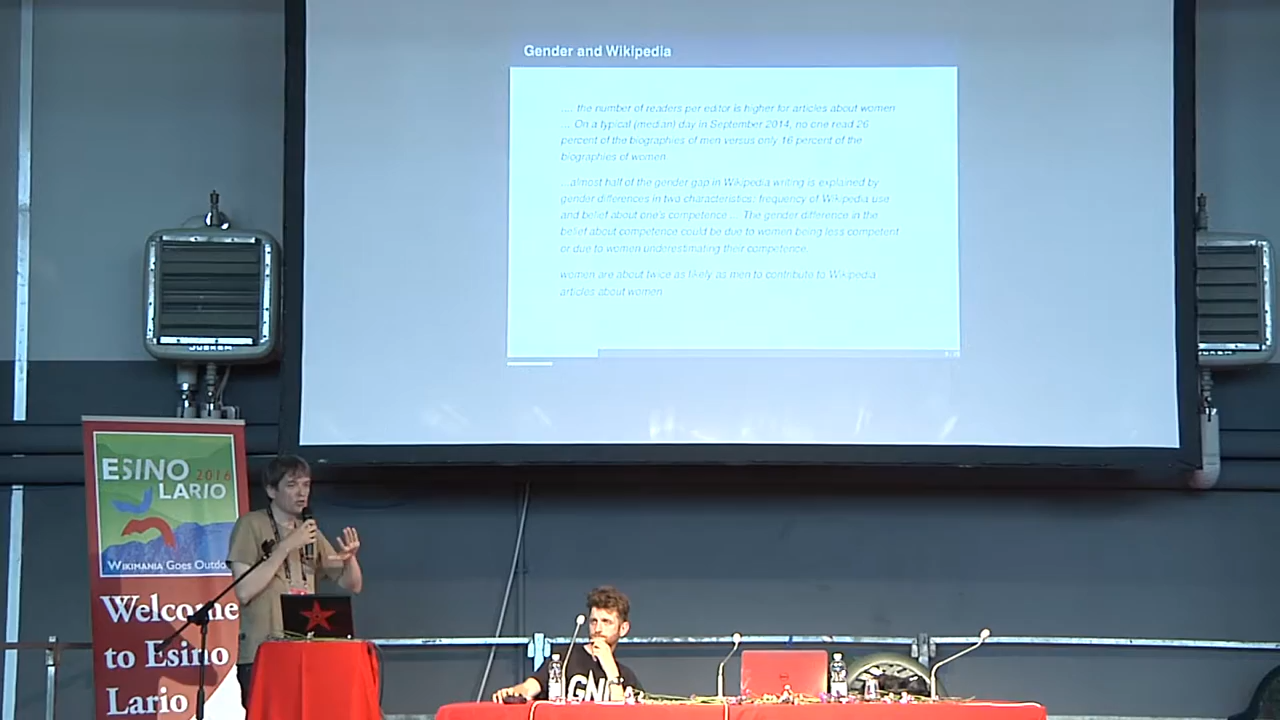 Gender and Wikipedia
.... the number of readers per editor is higher for articles about women
... On a typical (median) day in September 2014, no one read 26
percent of the biographies of men versus only 16 percent of the
biographies of women
...almost half of the gender gap in Wikipedia writing is explained by
gender differences in two characteristics: frequency of Wikipedia use
and belief about one's competence ... The gender difference in the
belief about competence could be due to women being less competent
or due to women underestimating their competence.
women are about twice as likely as men to contribute to Wikipedia
articles about women
ESINO 2016
LARIO
WIKIMANIA Goes Outdo
Welcome
to Esino
Lario
GN